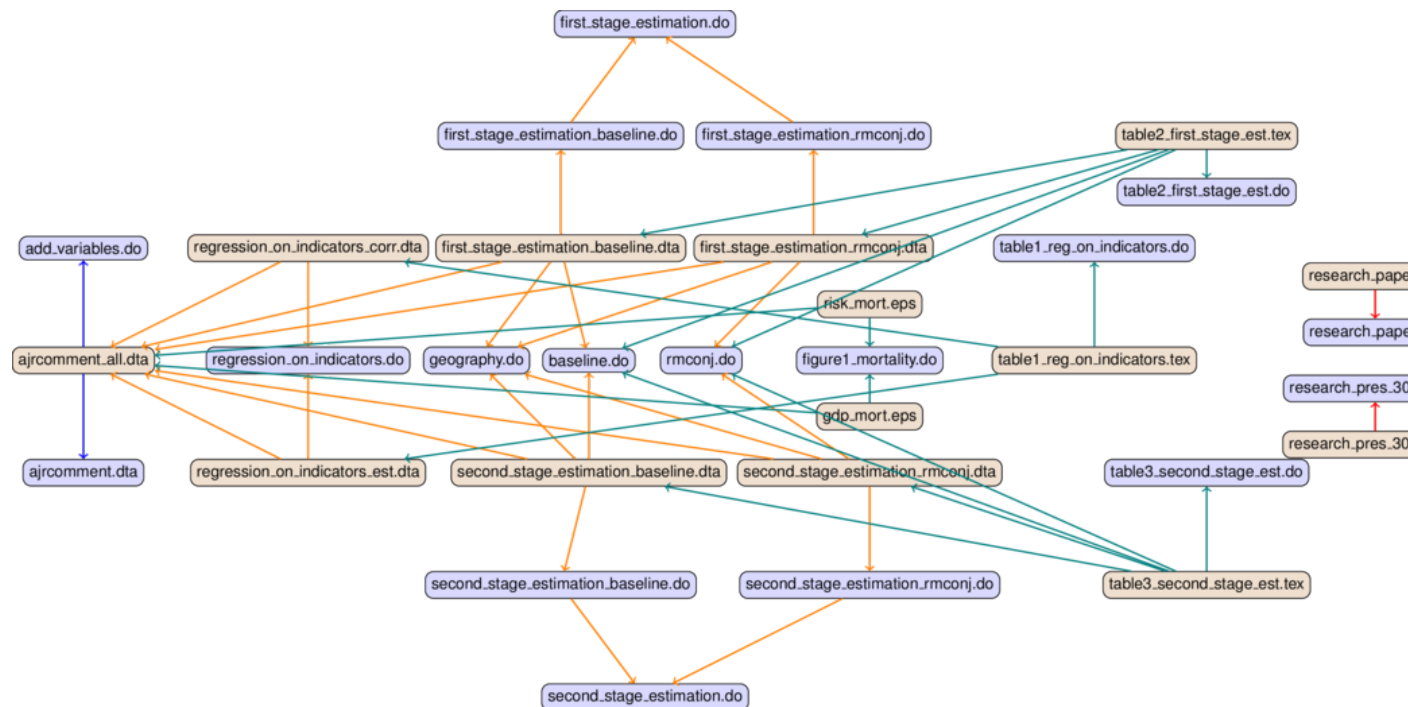 first_stage_estimation.do
first_stage_estimation_baseline.do
first_stage_estimation_rmconj.do
table2_first_stage_est.tex
table2_first_stage_est.do
add_variables.do
regression_on_indicators_corr.dta
first_stage_estimation_baseline.dta
first_stage_estimation_rmconj.dta
table1_reg_on_indicators.do
research_pape
risk_mort.eps
research_pape
ajrcomment_all.dta
regression_on_indicators.do
geography.do
baseline.do
rmconj.do
figure1_mortality.do
table1_reg_on_indicators.tex
research_pres_30
gdp_mort.eps
research_pres_30
ajrcomment.dta
regression_on_indicators_est.dta
second_stage_estimation_baseline.dta
second_stage_estimation_rmconj.dta
table3_second_stage_est.do
second_stage_estimation_baseline.do
second_stage_estimation_rmconj.do
table3_second_stage_est.tex
second_stage_estimation.do